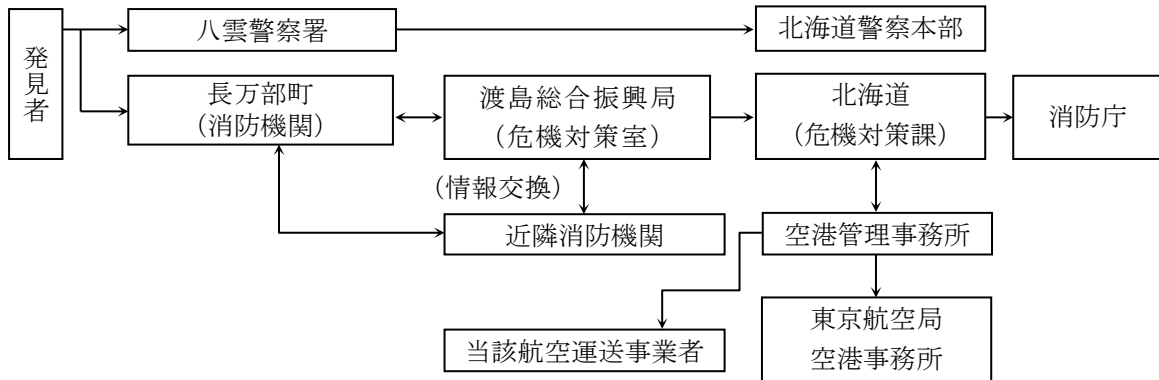 発見者
八雲警察署
北海道警察本部
長万部町
(消防機関)
渡島総合振興局
(危機対策室)
北海道
(危機対策課)
消防庁
(情報交換)
近隣消防機関
空港管理事務所
当該航空運送事業者
東京航空局
空港事務所